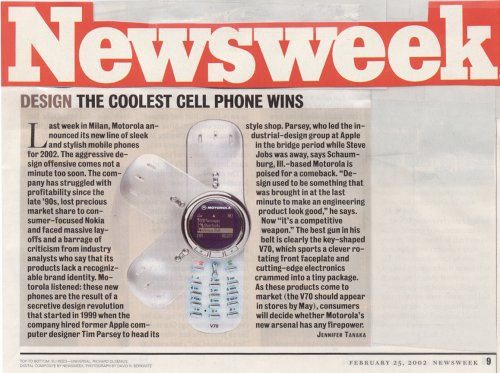 Newsweek
DESIGN THE COOLEST CELL PHONE WINS
Last week in Milan, Motorola an-
nounced its new line of sleek
and stylish mobile phones
for 2002. The aggressive de-
sign offensive comes not a
minute too soon. The com-
pany has struggled with
profitability since the
late '90s, lost precious
market share to con-
sumer-focused Nokia
and faced massive lay-
offs and a barrage of
criticism from industry
analysts who say that its
products lack a recogniz-
able brand identity. Mo-
torola listened: these new
phones are the result of a
secretive design revolution
that started in 1999 when the
company hired former Apple com-
puter designer Tim Parsey to head its
style shop. Parsey, who led the in-
dustrial-design group at Apple
in the bridge period while Steve
Jobs was away, says Schaum-
burg, Ill.-based Motorola is
poised for a comeback. “De-
sign used to be something that
was brought in at the last
minute to make an engineering
product look good,” he says.
Now “it's a competitive
weapon.” The best gun in his
belt is clearly the key-shaped
V70, which sports a clever ro-
tating front faceplate and
cutting-edge electronics
crammed into a tiny package.
As these products come to
market (the V70 should appear
in stores by May), consumers
will decide whether Motorola's
new arsenal has any firepower.
JENNIFER TANAKA
MOTOROLA
V70
DIGITAL COMPOSITE BY NEWSWEEK, PHOTOGRAPH BY DAVID N. BERKWITZ
FEBRUARY 25, 2002 NEWSWEEK 9